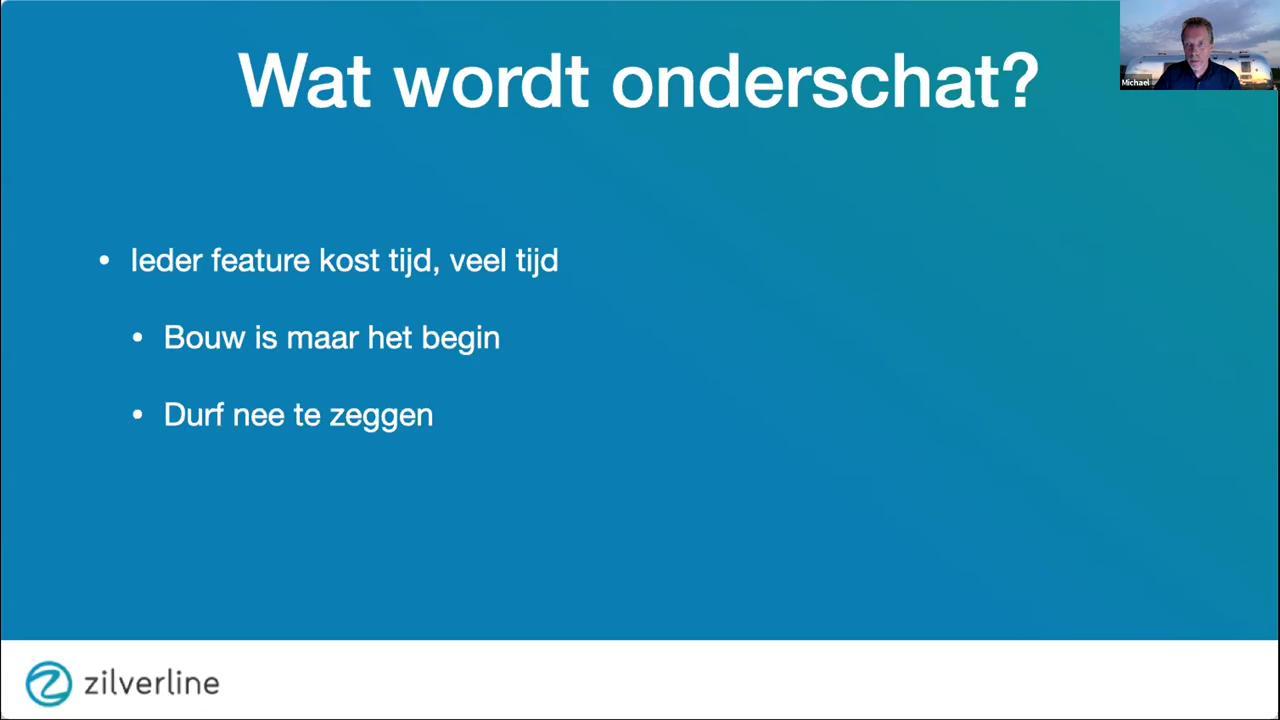 Wat wordt onderschat?
Michael
• Ieder feature kost tijd, veel tijd
• Bouw is maar het begin
• Durf nee te zeggen
zilverline